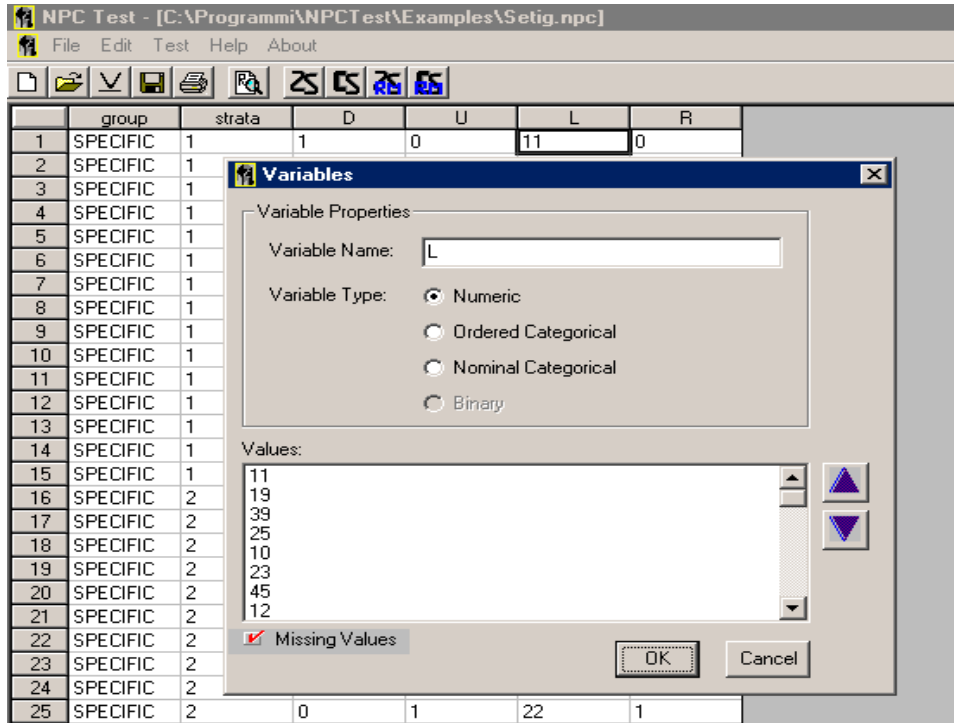 NPC Test - [C:\Programmi\NPCTest\Examples\Setig.npc]
File Edit Test Help About
group strata D U L R
1 SPECIFIC 1 1 0 11 0
2 SPECIFIC 1
3 SPECIFIC 1
4 SPECIFIC 1
5 SPECIFIC 1
6 SPECIFIC 1
7 SPECIFIC 1
8 SPECIFIC 1
9 SPECIFIC 1
10 SPECIFIC 1
11 SPECIFIC 1
12 SPECIFIC 1
13 SPECIFIC 1
14 SPECIFIC 1
15 SPECIFIC 1
16 SPECIFIC 2
17 SPECIFIC 2
18 SPECIFIC 2
19 SPECIFIC 2
20 SPECIFIC 2
21 SPECIFIC 2
22 SPECIFIC 2
23 SPECIFIC 2
24 SPECIFIC 2
25 SPECIFIC 2 0 1 22 1
Variables
Variable Properties
Variable Name: L
Variable Type: Numeric
Ordered Categorical
Nominal Categorical
Binary
Values:
11
19
39
25
10
23
45
12
Missing Values
OK Cancel